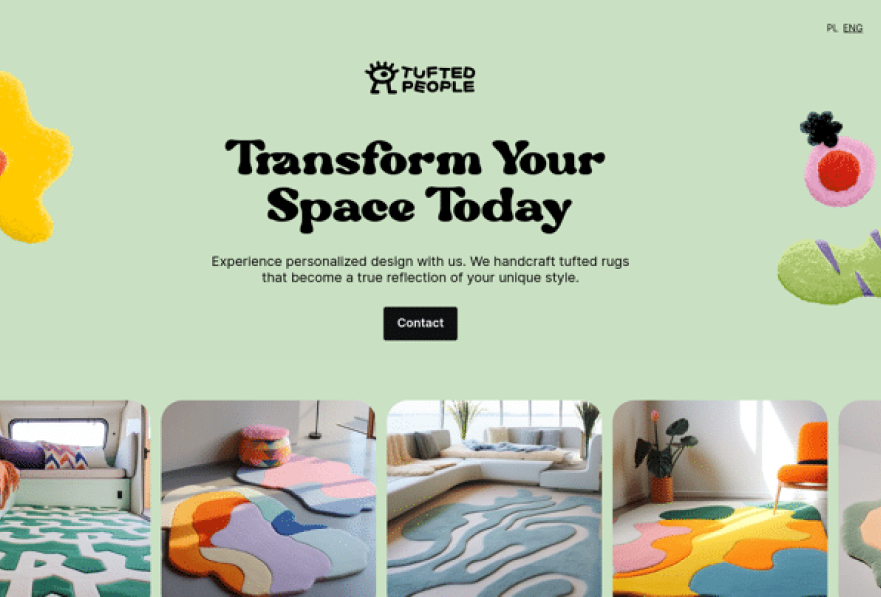 PL ENG
TUFTED
PEOPLE
Transform Your
Space Today
Experience personalized design with us. We handcraft tufted rugs
that become a true reflection of your unique style.
Contact